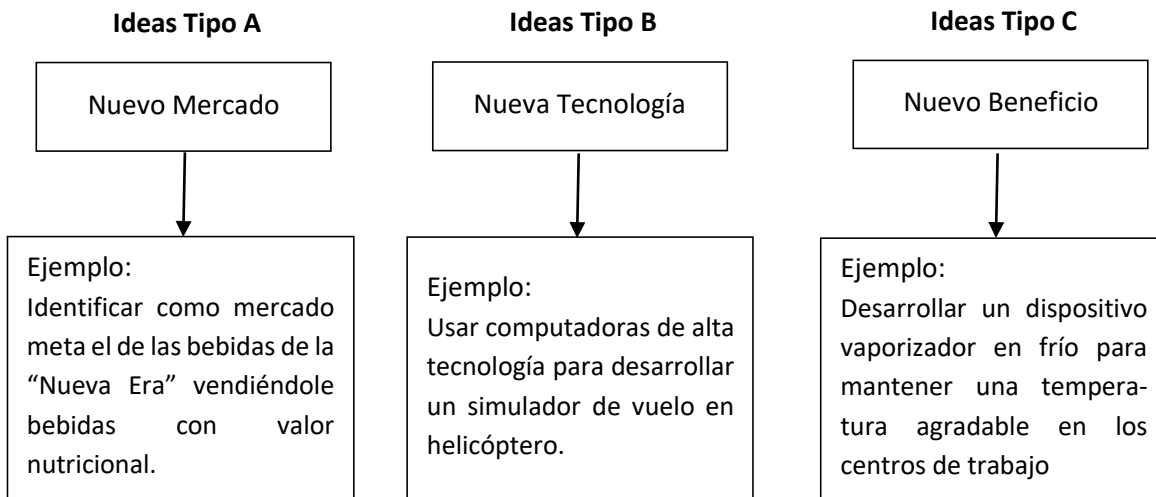 Ideas Tipo A
Nuevo Mercado
Ejemplo:
Identificar como mercado
meta el de las bebidas de la
“Nueva Era” vendiéndole
bebidas con valor
nutricional.
Ideas Tipo B
Nueva Tecnología
Ejemplo:
Usar computadoras de alta
tecnología para desarrollar
un simulador de vuelo en
helicóptero.
Ideas Tipo C
Nuevo Beneficio
Ejemplo:
Desarrollar un dispositivo
vaporizador en frío para
mantener una tempera-
tura agradable en los
centros de trabajo